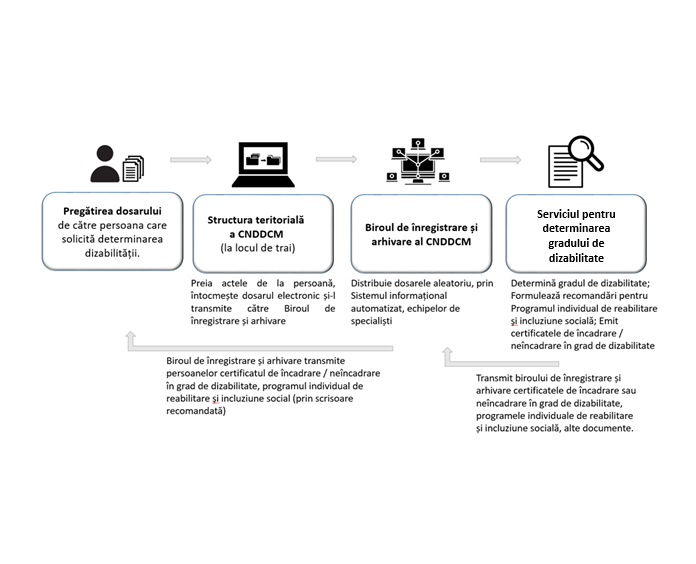 Pregătirea dosarului
de către persoana care
solicită determinarea
dizabilității.
Structura teritorială
a CNDDCM
(la locul de trai)
Biroul de înregistrare și
arhivare al CNDDCM
Serviciul pentru
determinarea
gradului de
dizabilitate
Preia actele de la persoană,
întocmește dosarul electronic și-l
transmite către Biroul de
înregistrare și arhivare
Distribuie dosarele aleatoriu, prin
Sistemul informațional
automatizat, echipelor de
specialiști
Determină gradul de dizabilitate;
Formulează recomandări pentru
Programul individual de reabilitare
și incluziune socială; Emit
certificatele de încadrare /
neîncadrare în grad de dizabilitate
Biroul de înregistrare și arhivare transmite
persoanelor certificatul de încadrare / neîncadrare
în grad de dizabilitate, programul individual de
reabilitare și incluziune social (prin scrisoare
recomandată)
Transmit biroului de înregistrare și
arhivare certificatele de încadare sau
neîncadrare în grad de dizabilitate,
programele individuale de reabilitare
și incluziune socială, alte documente.